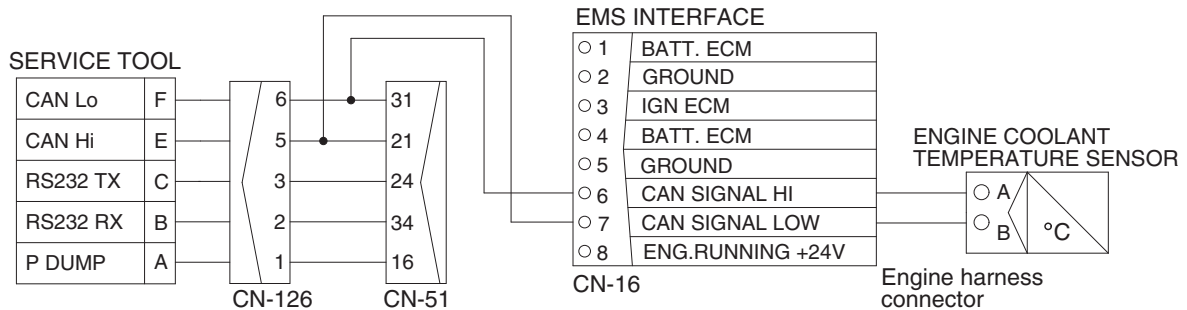 EMS INTERFACE
1 BATT. ECM
2 GROUND
3 IGN ECM
4 BATT. ECM
5 GROUND
6 CAN SIGNAL HI
7 CAN SIGNAL LOW
8 ENG.RUNNING +24V
CN-16
SERVICE TOOL
CAN Lo F 6 31
CAN Hi E 5 21
RS232 TX C 3 24
RS232 RX B 2 34
P DUMP A 1 16
CN-126 CN-51
ENGINE COOLANT
TEMPERATURE SENSOR
A
B °C
Engine harness
connector